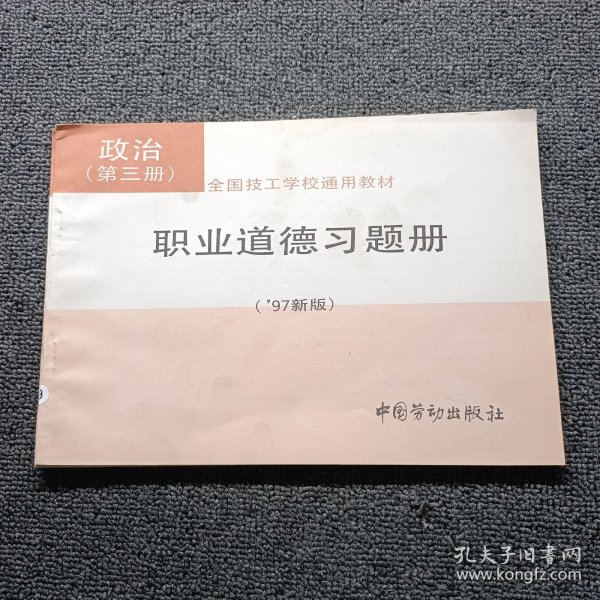 政治
（第三册）
全国技工学校通用教材
职业道德习题册
（’97新版）
中国劳动出版社
孔夫子旧書网
www.kongfz.com